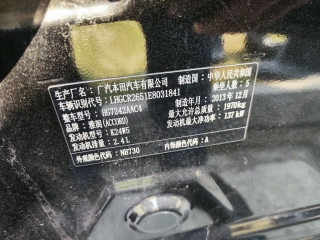 生产厂名：广汽本田汽车有限公司 制造国：中华人民共和国
车辆识别代号：LHGCR2651E8031841 乘坐人数：5
整车型号：HG7242AAC4 制造年月：2013年12月
品牌：雅阁(ACCORD) 最大允许总质量：1970kg
发动机型号：K24W5 发动机最大净功率：137kW
发动机排量：2.4L
外饰颜色代码：NH730 内饰颜色代码：A